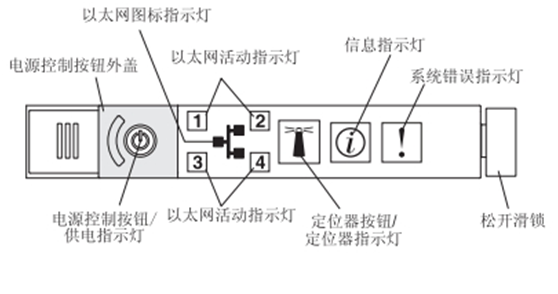 以太网图标指示灯
以太网活动指示灯
信息指示灯
电源控制按钮外盖
系统错误指示灯
1 2
3 4
i !
电源控制按钮/
供电指示灯
以太网活动指示灯
定位器按钮/
定位器指示灯
松开滑锁